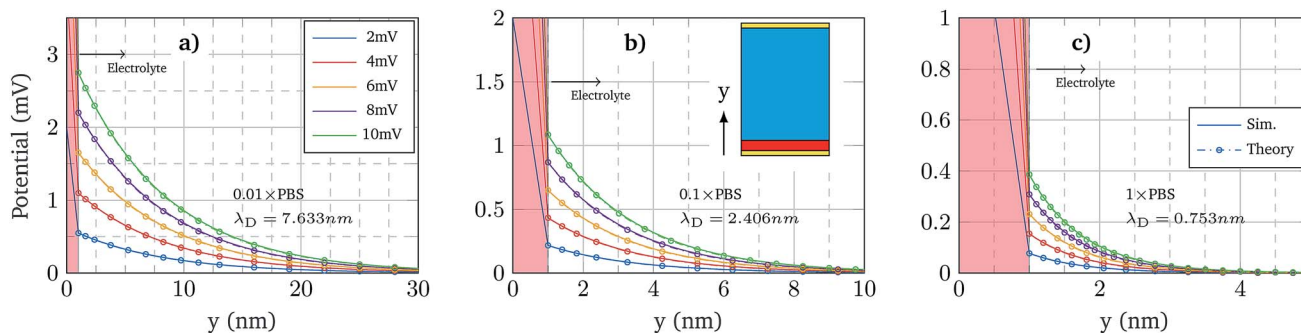 a)
Electrolyte
2mV
4mV
6mV
8mV
10mV
0.01×PBS
λD = 7.633nm
Potential (mV)
0
1
2
3
0
10
20
30
y (nm)
b)
Electrolyte
y
0.1×PBS
λD = 2.406nm
0
0.5
1
1.5
2
0
2
4
6
8
10
y (nm)
c)
Electrolyte
Sim.
Theory
1×PBS
λD = 0.753nm
0
0.2
0.4
0.6
0.8
1
0
2
4
y (nm)